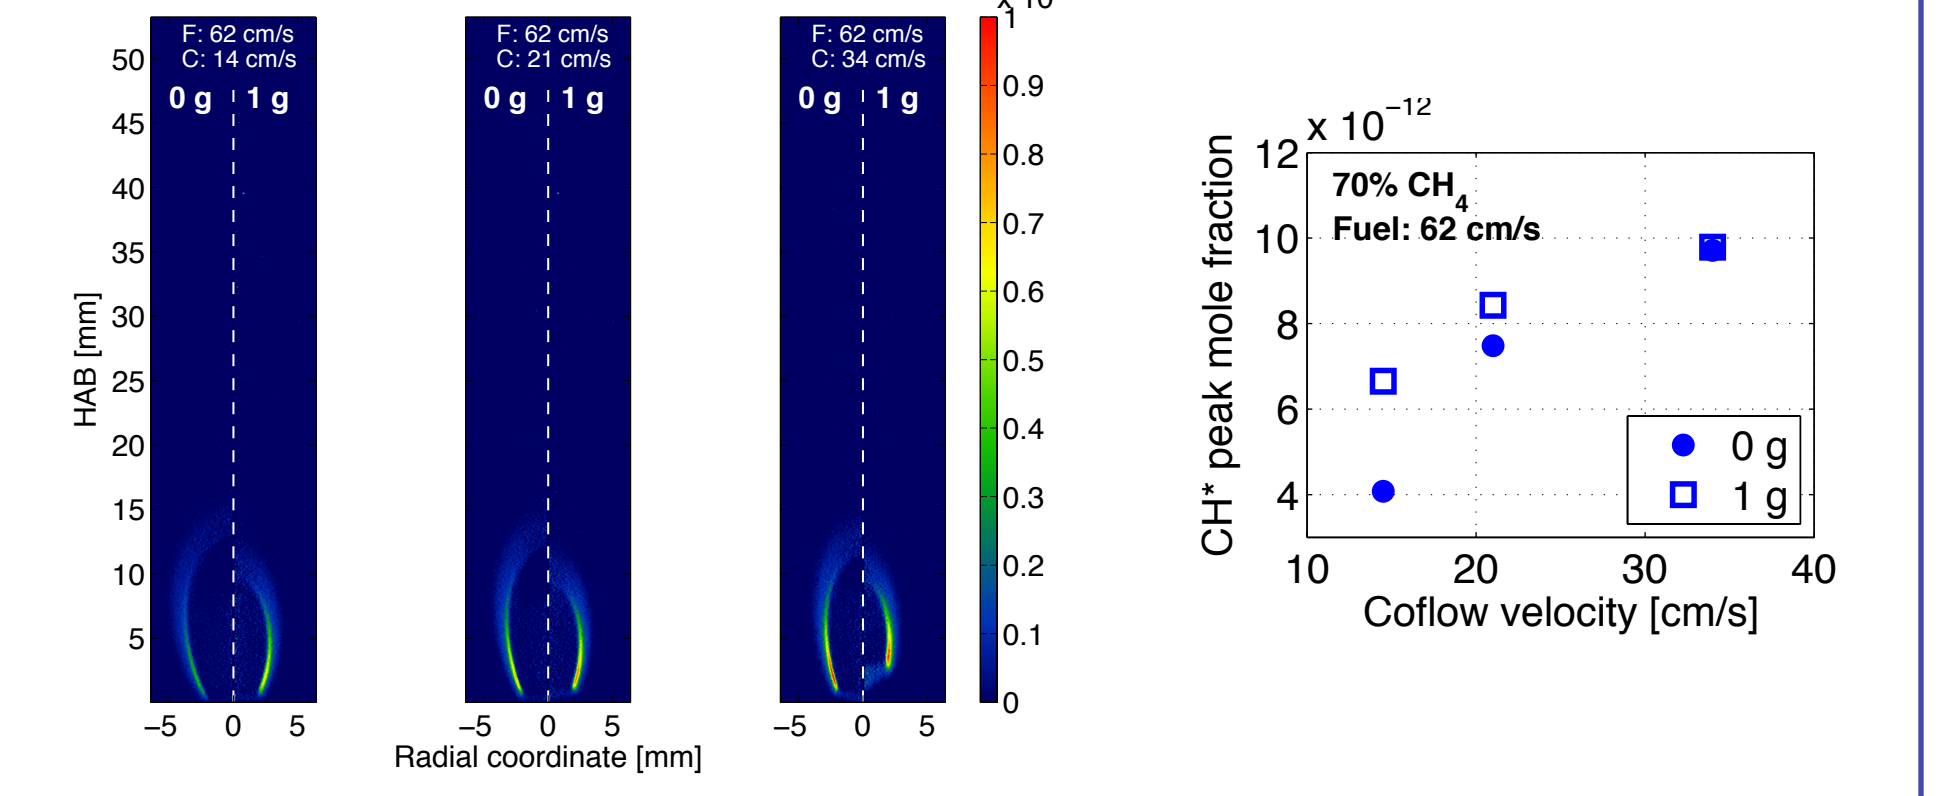 F: 62 cm/s
C: 14 cm/s
0 g 1 g
F: 62 cm/s
C: 21 cm/s
0 g 1 g
F: 62 cm/s
C: 34 cm/s
0 g 1 g
50
45
40
35
30
25
20
15
10
5
HAB [mm]
−5 0 5
−5 0 5
−5 0 5
Radial coordinate [mm]
x 10
1
0.9
0.8
0.7
0.6
0.5
0.4
0.3
0.2
0.1
0
x 10−12
12
10
8
6
4
CH* peak mole fraction
70% CH4
Fuel: 62 cm/s
0 g
1 g
10 20 30 40
Coflow velocity [cm/s]